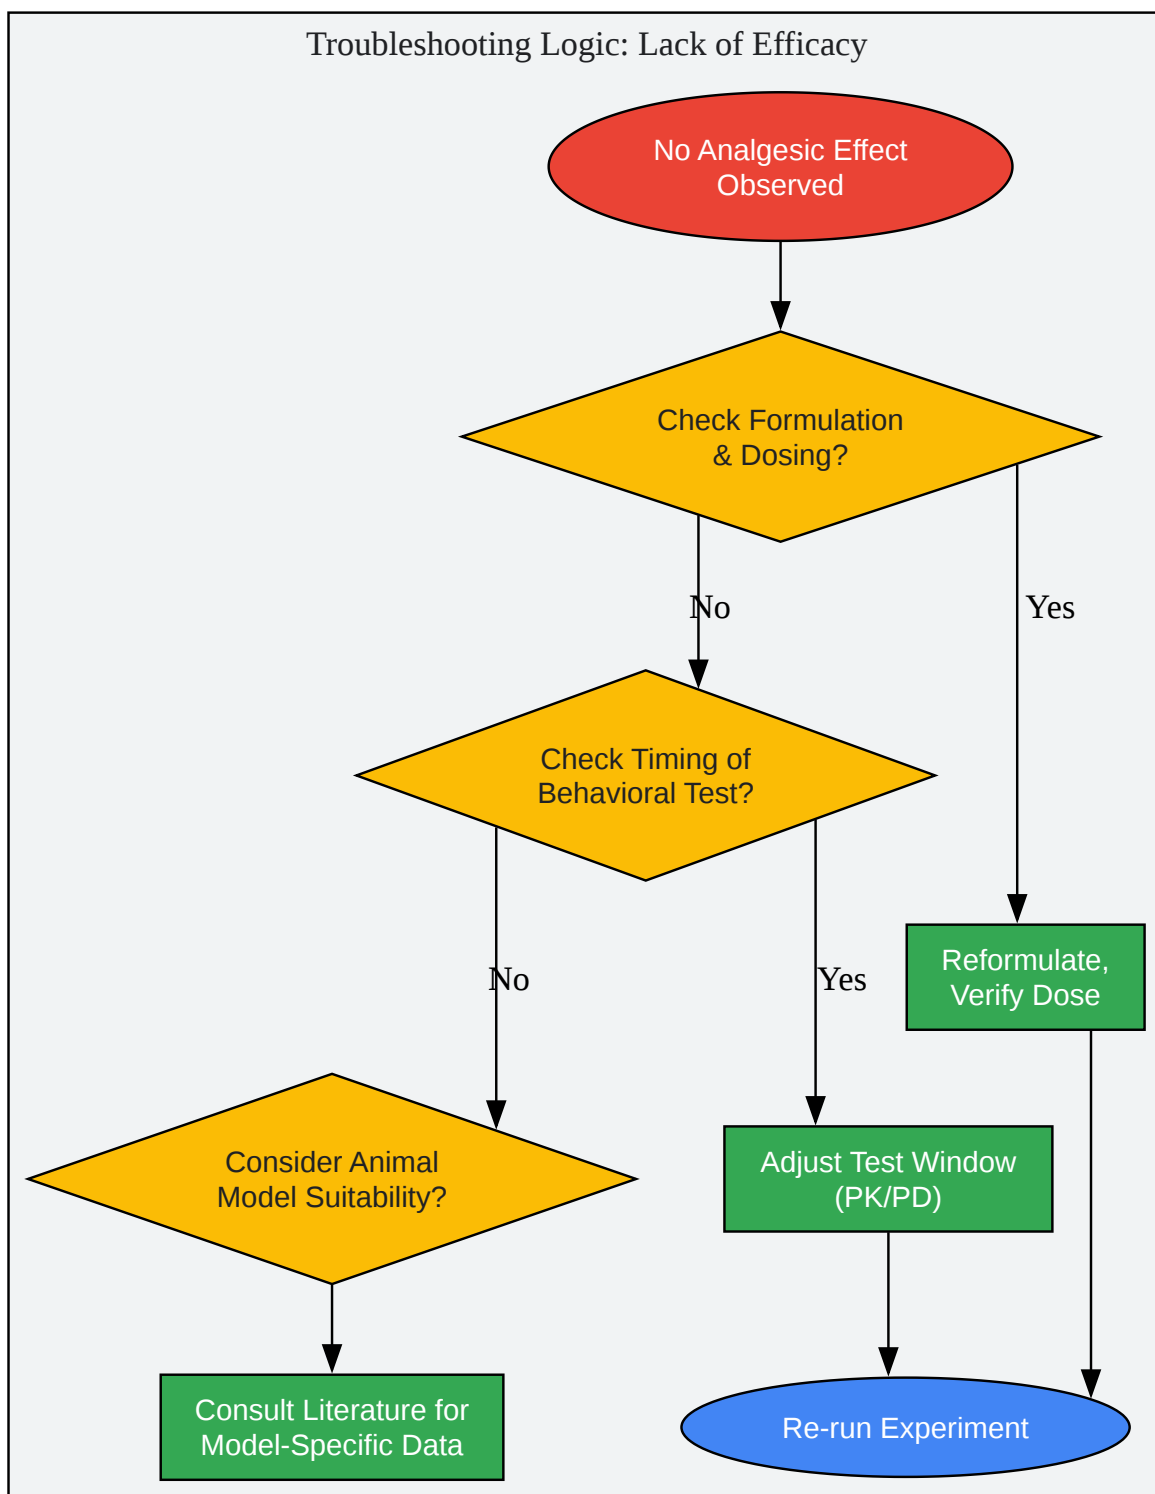 Troubleshooting Logic: Lack of Efficacy
No Analgesic Effect
Observed
Check Formulation
& Dosing?
No
Yes
Check Timing of
Behavioral Test?
No
Yes
Reformulate,
Verify Dose
Consider Animal
Model Suitability?
Adjust Test Window
(PK/PD)
Consult Literature for
Model-Specific Data
Re-run Experiment